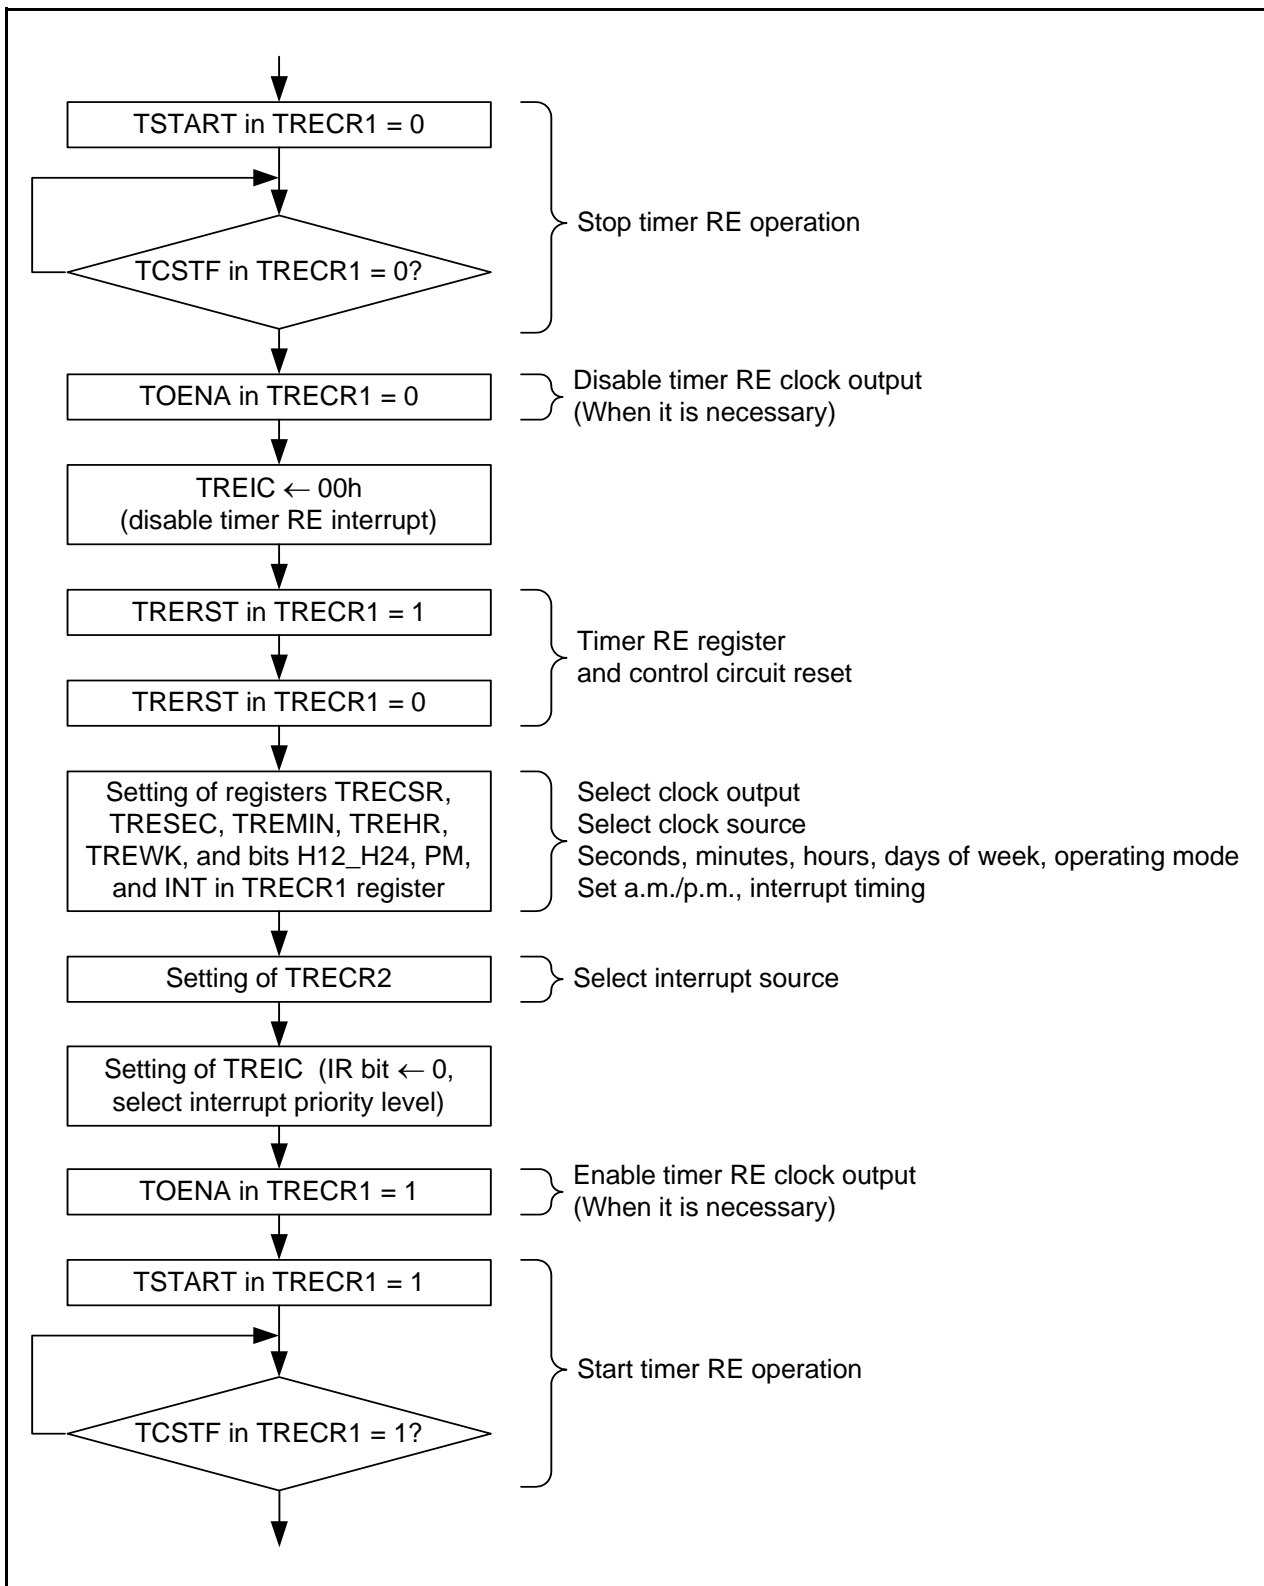 TSTART in TRECR1 = 0
Stop timer RE operation
TCSTF in TRECR1 = 0?
TOENA in TRECR1 = 0
Disable timer RE clock output
(When it is necessary)
TREIC ← 00h
(disable timer RE interrupt)
TRERST in TRECR1 = 1
Timer RE register
and control circuit reset
TRERST in TRECR1 = 0
Setting of registers TRECSR,
TRESEC, TREMIN, TREHR,
TREWK, and bits H12_H24, PM,
and INT in TRECR1 register
Select clock output
Select clock source
Seconds, minutes, hours, days of week, operating mode
Set a.m./p.m., interrupt timing
Setting of TRECR2
Select interrupt source
Setting of TREIC (IR bit ← 0,
select interrupt priority level)
TOENA in TRECR1 = 1
Enable timer RE clock output
(When it is necessary)
TSTART in TRECR1 = 1
Start timer RE operation
TCSTF in TRECR1 = 1?